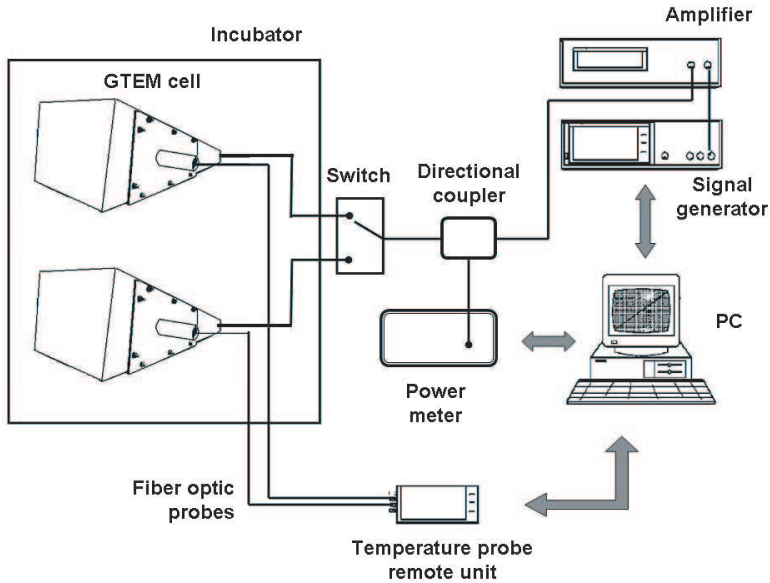 Amplifier
Incubator
GTEM cell
Switch
Directional
coupler
Signal
generator
PC
Power
meter
Fiber optic
probes
Temperature probe
remote unit